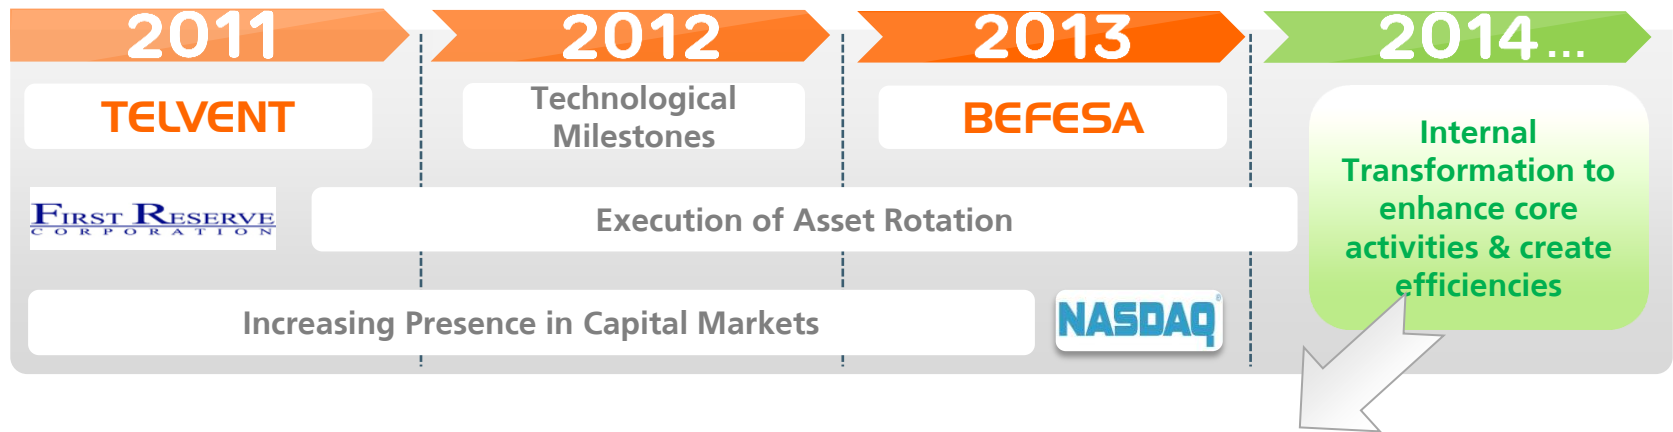 2011
2012
2013
2014...
TELVENT
Technological
Milestones
BEFESA
Internal
Transformation to
enhance core
activities & create
efficiencies
FIRST RESERVE
CORPORATION
Execution of Asset Rotation
Increasing Presence in Capital Markets
NASDAQ®